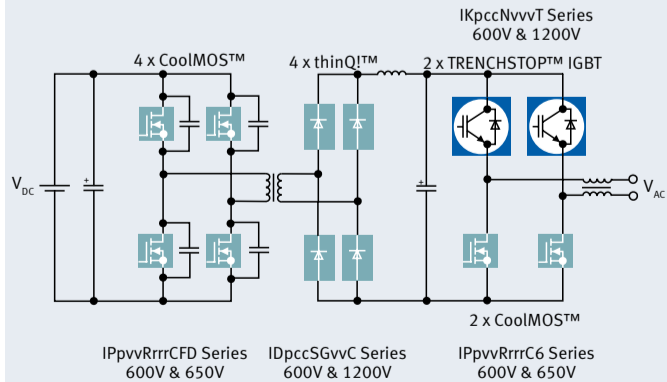 IKpccNvvvT Series
600V & 1200V
4 x CoolMOS™
4 x thinQ!™
2 x TRENCHSTOP™ IGBT
+
+
+
V DC
V AC
2 x CoolMOS™
IPpvvRrrrCFD Series
600V & 650V
IDpccSGvvC Series
600V & 1200V
IPpvvRrrrC6 Series
600V & 650V